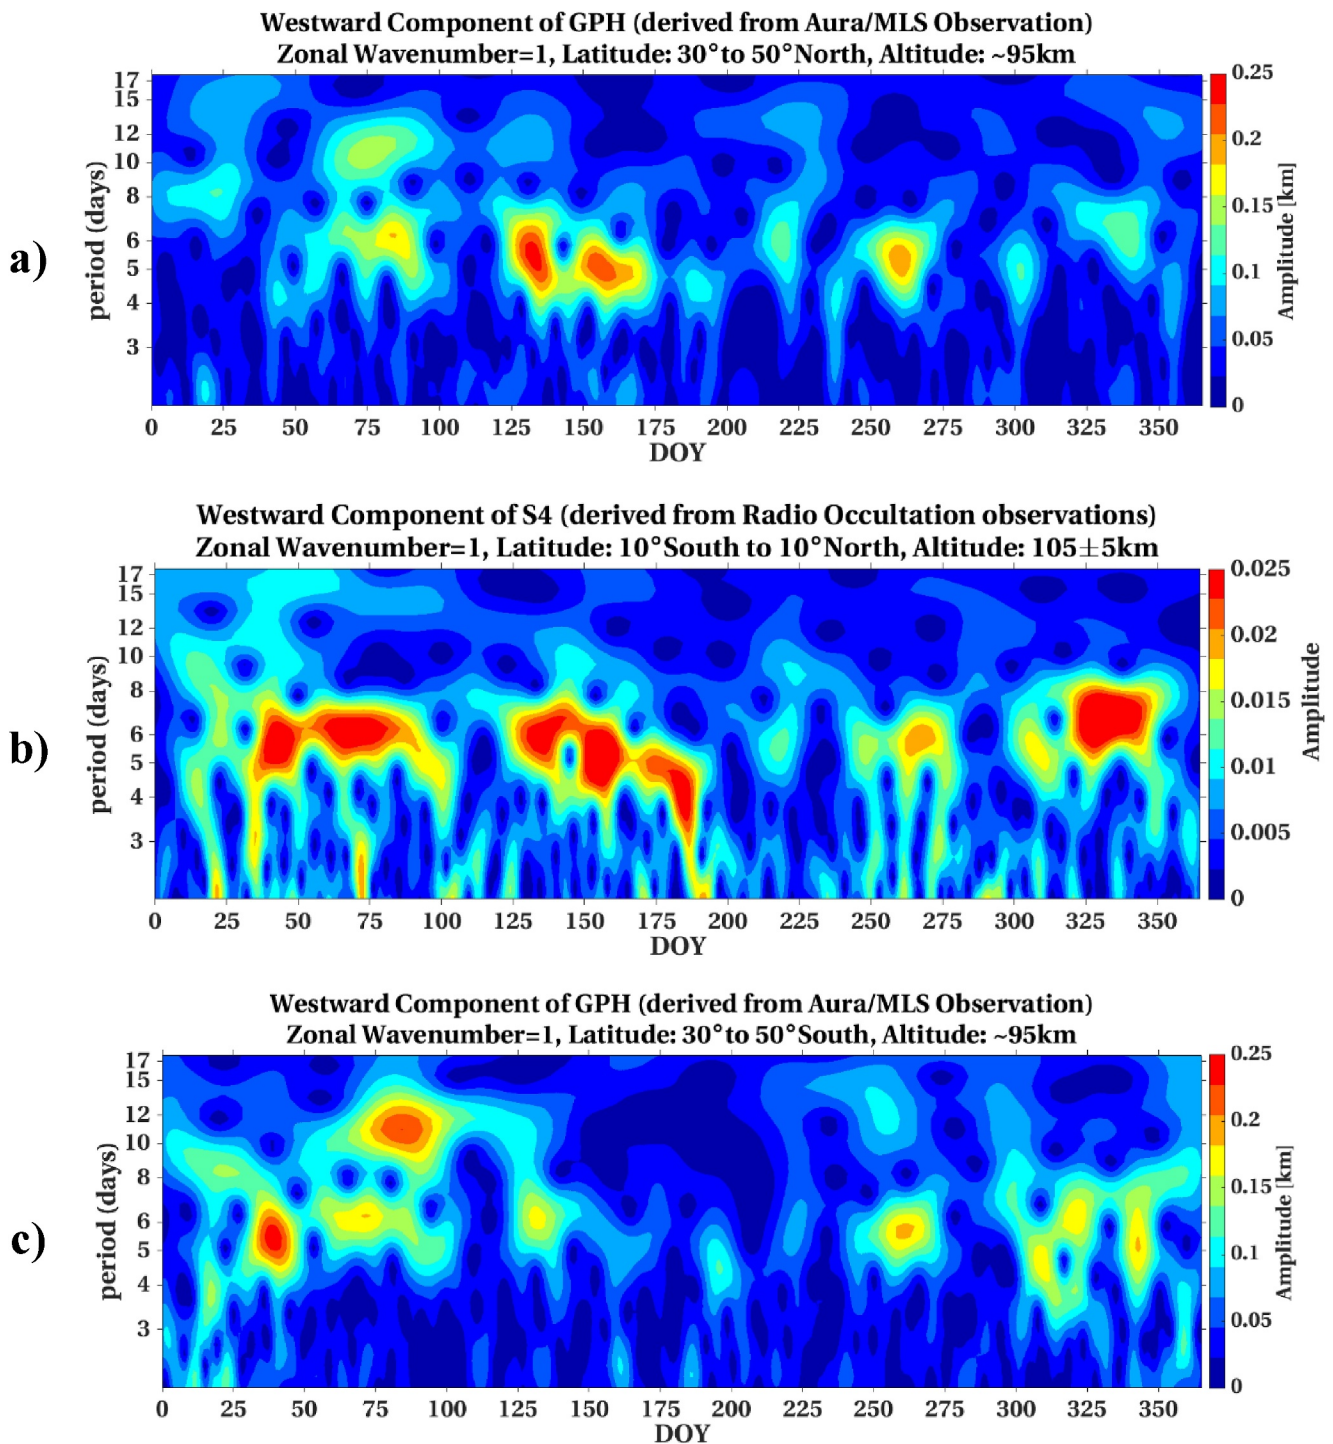 Westward Component of GPH (derived from Aura/MLS Observation)
Zonal Wavenumber=1, Latitude: 30°to 50°North, Altitude: ~95km
a)
period (days)
17
15
12
10
8
6
5
4
3
0 25 50 75 100 125 150 175 200 225 250 275 300 325 350
DOY
0.25
0.2
0.15
0.1
0.05
0
Amplitude [km]
Westward Component of S4 (derived from Radio Occultation observations)
Zonal Wavenumber=1, Latitude: 10°South to 10°North, Altitude: 105±5km
b)
period (days)
17
15
12
10
8
6
5
4
3
0 25 50 75 100 125 150 175 200 225 250 275 300 325 350
DOY
0.025
0.02
0.015
0.01
0.005
0
Amplitude
Westward Component of GPH (derived from Aura/MLS Observation)
Zonal Wavenumber=1, Latitude: 30°to 50°South, Altitude: ~95km
c)
period (days)
17
15
12
10
8
6
5
4
3
0 25 50 75 100 125 150 175 200 225 250 275 300 325 350
DOY
0.25
0.2
0.15
0.1
0.05
0
Amplitude [km]